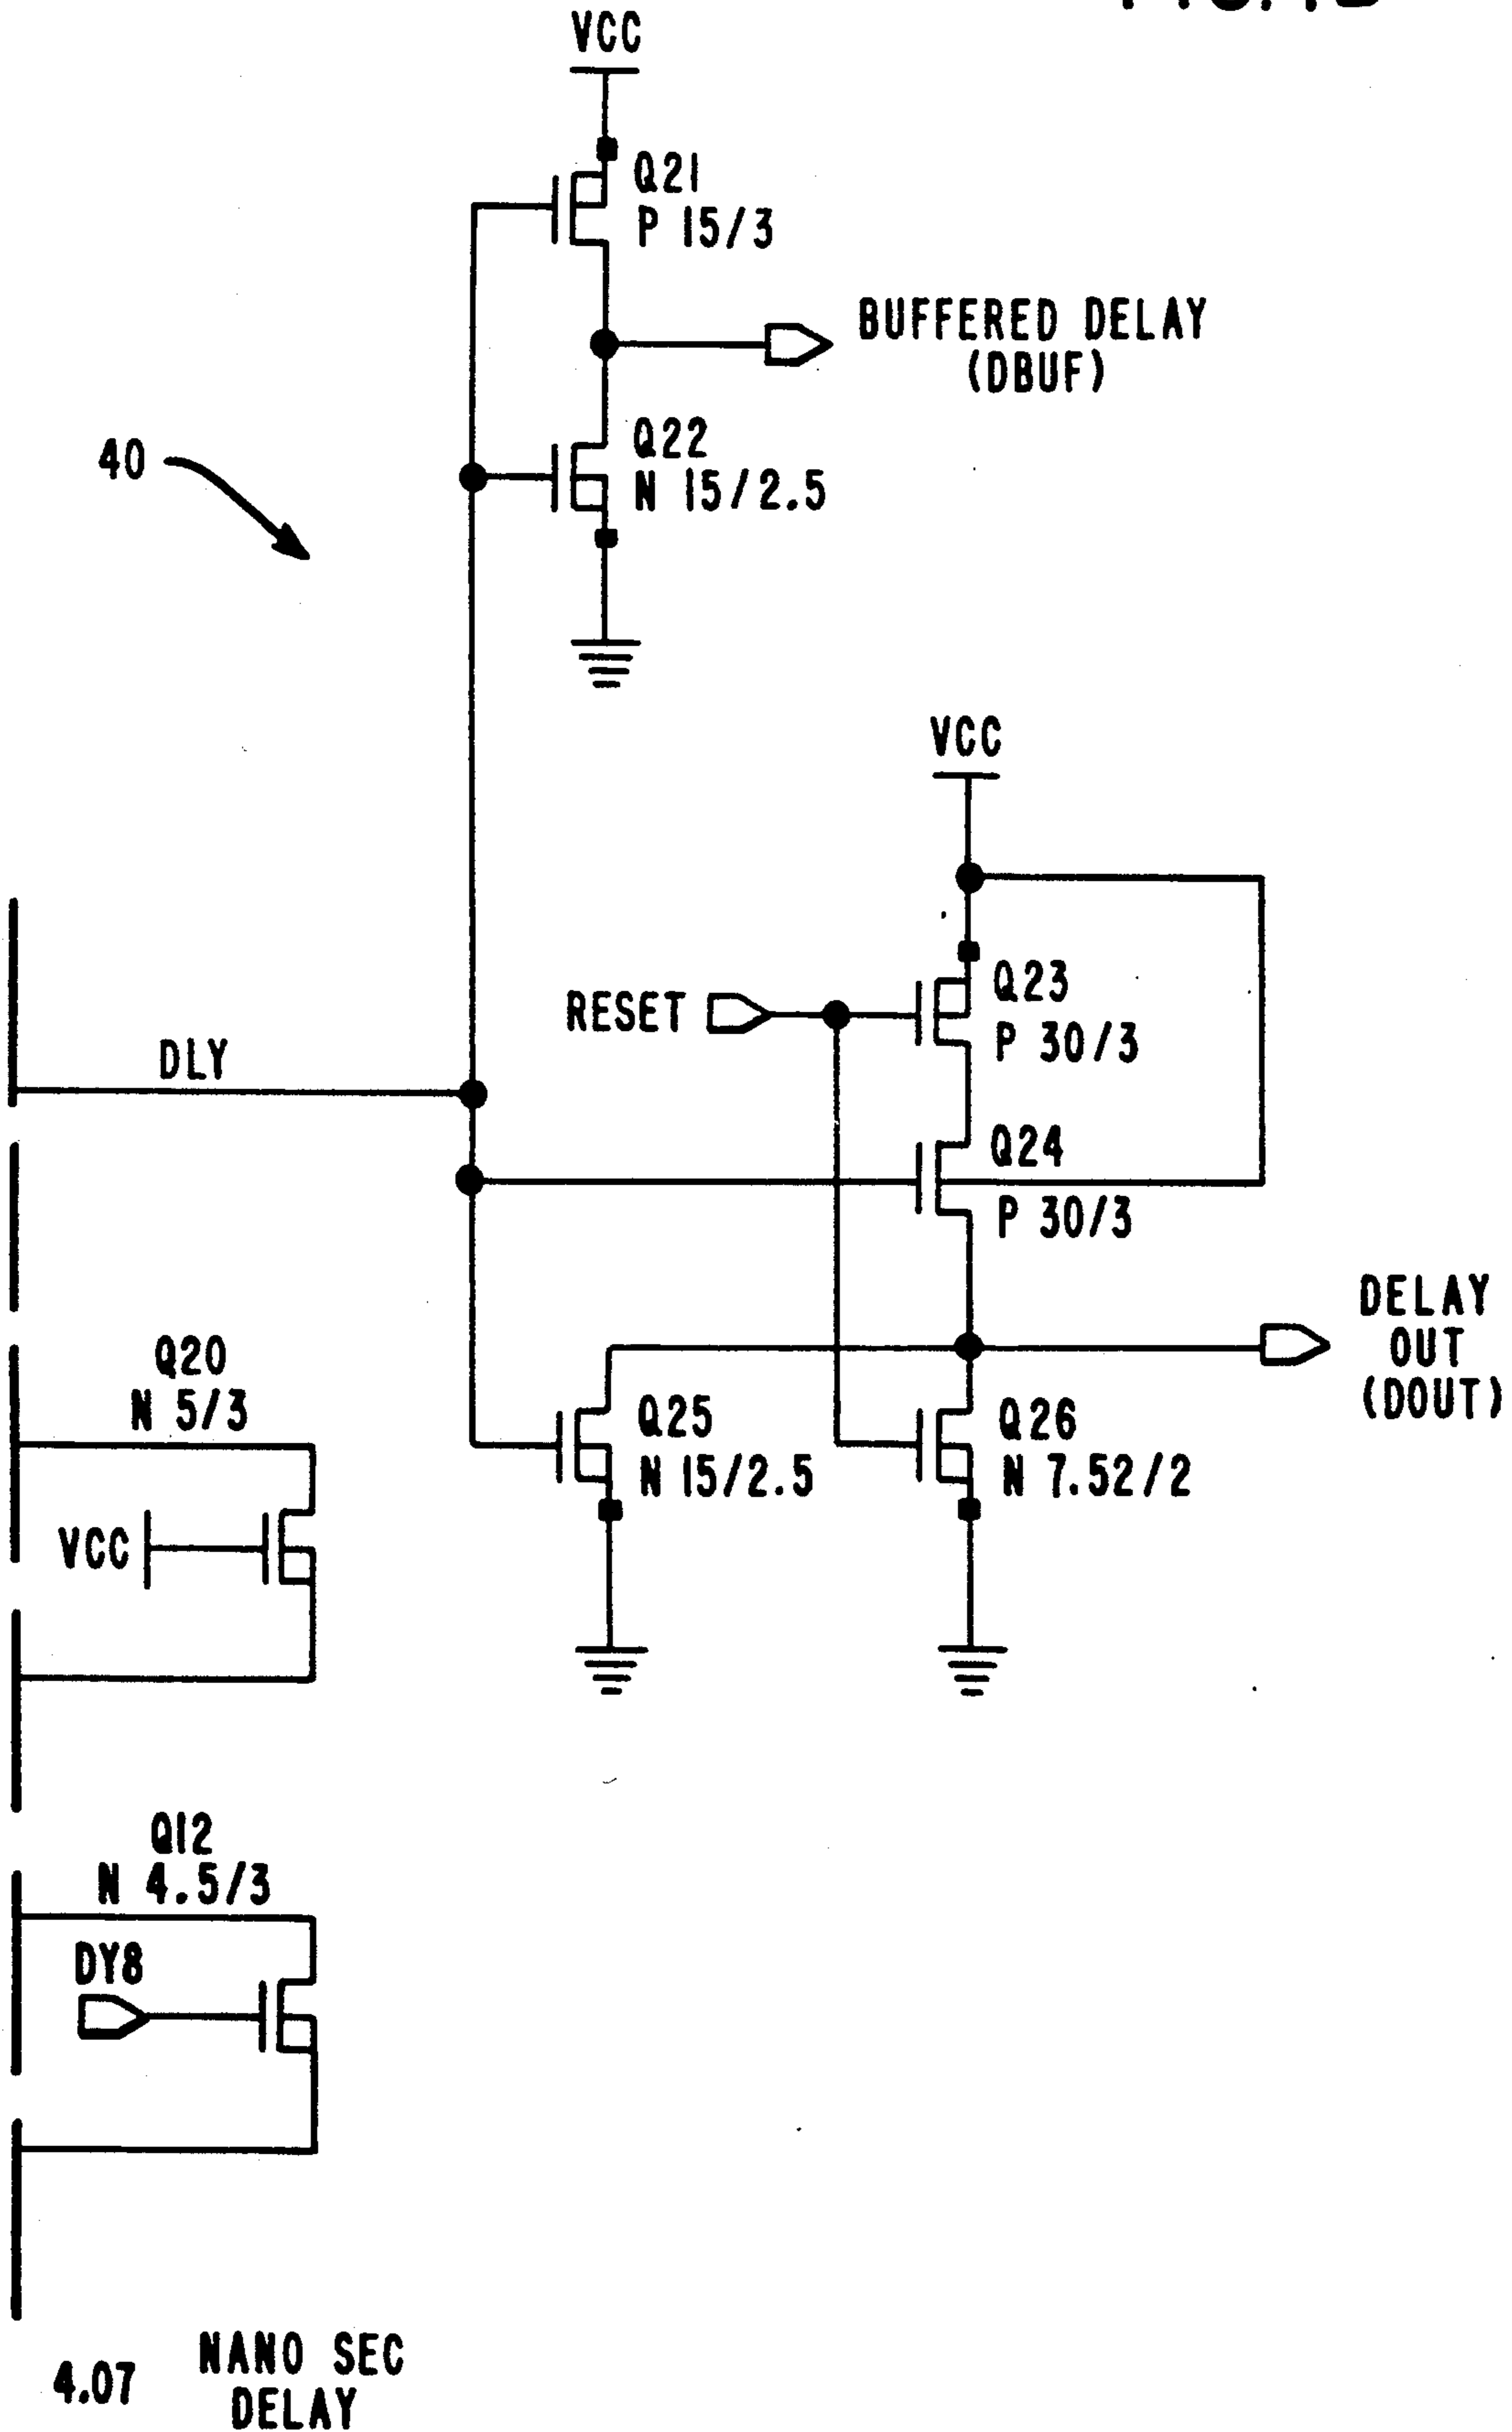 VCC
Q21
P 15/3
BUFFERED DELAY
(DBUF)
Q22
N 15/2.5
40
VCC
Q23
P 30/3
RESET
DLY
Q24
P 30/3
DELAY
OUT
(DOUT)
Q20
N 5/3
Q25
N 15/2.5
Q26
N 7.52/2
VCC
Q12
N 4.5/3
DY8
4.07 NANO SEC
DELAY